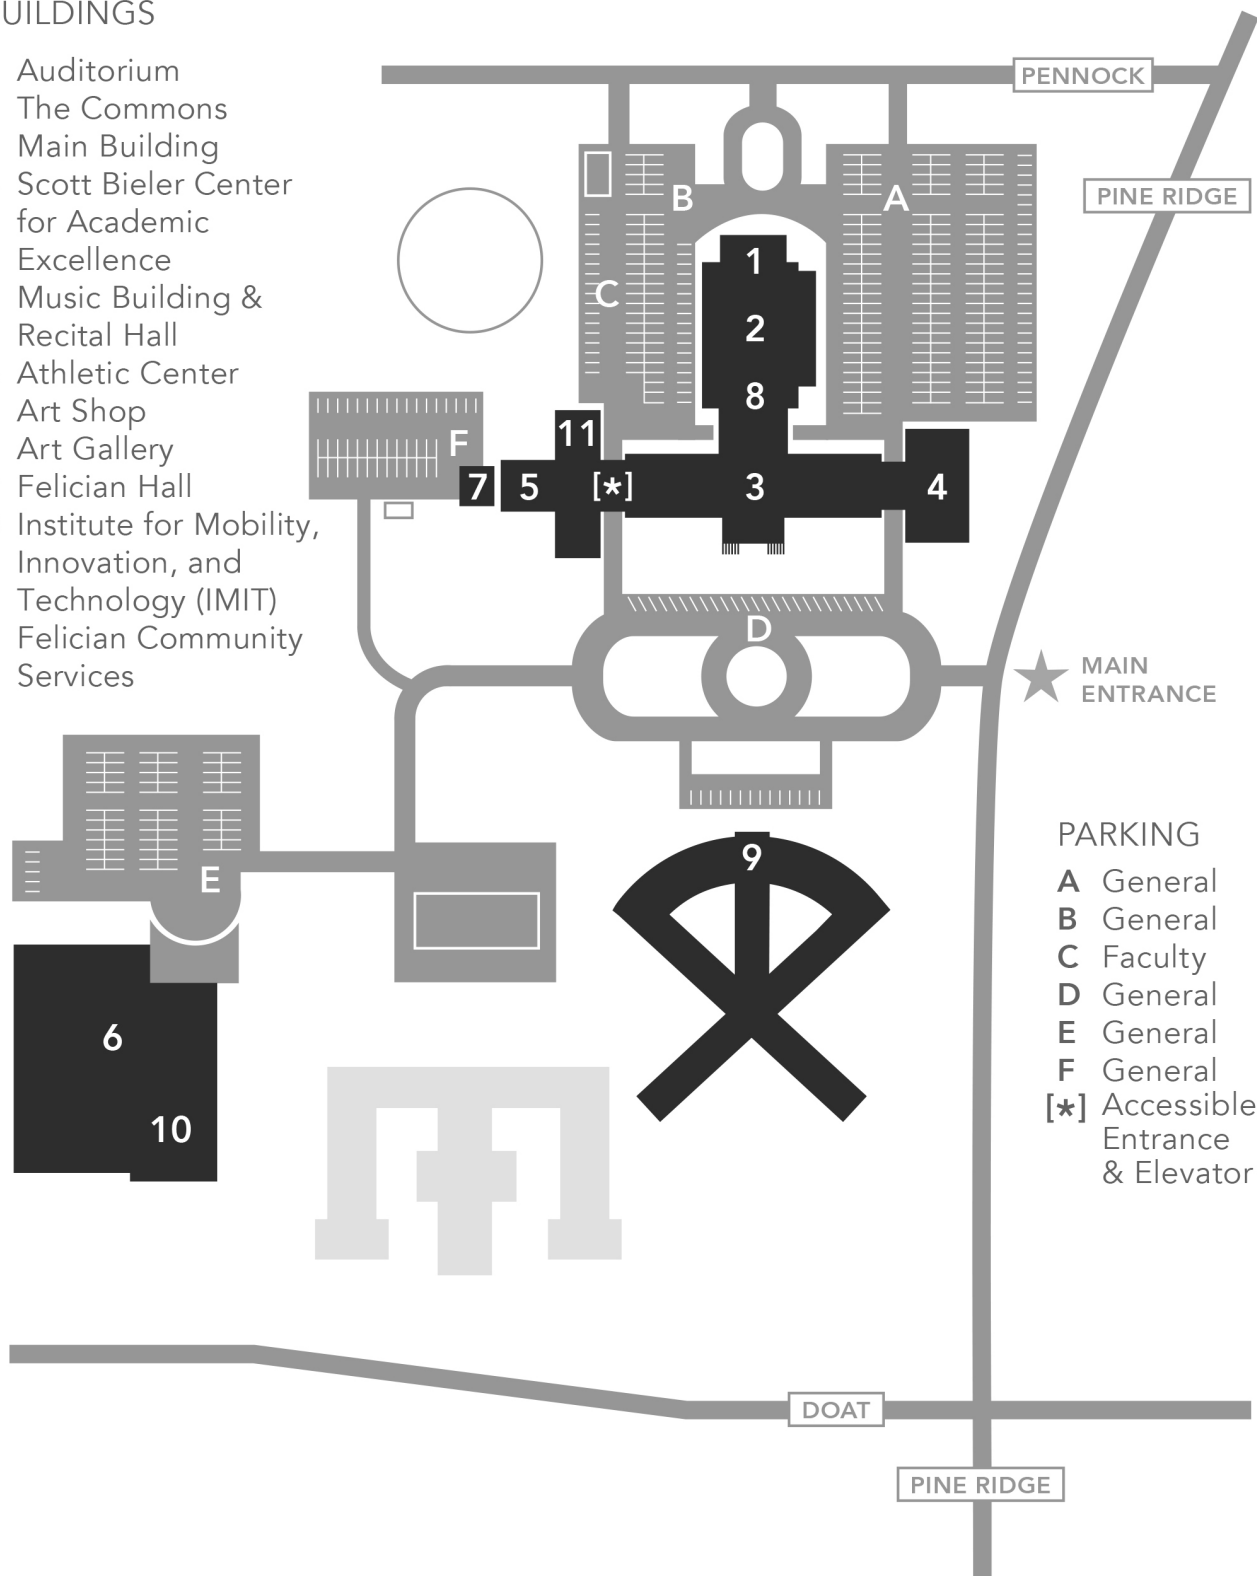 UILDINGS
Auditorium
The Commons
Main Building
Scott Bieler Center
for Academic
Excellence
Music Building &
Recital Hall
Athletic Center
Art Shop
Art Gallery
Felician Hall
Institute for Mobility,
Innovation, and
Technology (IMIT)
Felician Community
Services
PENNOCK
PINE RIDGE
B
A
C
1
2
8
11
F
7
5
[*]
3
4
D
MAIN
ENTRANCE
E
9
6
10
PARKING
A General
B General
C Faculty
D General
E General
F General
[*] Accessible
Entrance
& Elevator
DOAT
PINE RIDGE